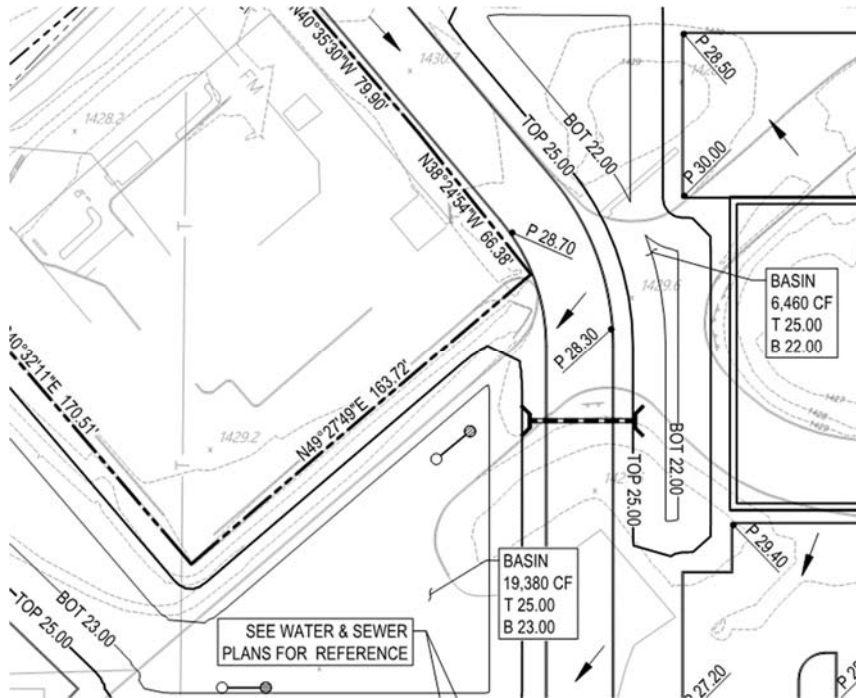 N40°35'30"W 79.90'
1430.7
1428.2
FM
N38°24'54"W 66.38'
TOP 25.00
BOT 22.00
P 28.50
P 30.00
P 28.70
1429.6
BASIN
6,460 CF
T 25.00
B 22.00
P 28.30
T
40°32'11"E 170.51'
N49°27'49"E 163.72'
1429.2
T
BOT 22.00
TOP 25.00
1427
1428
1429
P 29.40
BASIN
19,380 CF
T 25.00
B 23.00
BOT 23.00
TOP 25.00
SEE WATER & SEWER
PLANS FOR REFERENCE
P 27.20